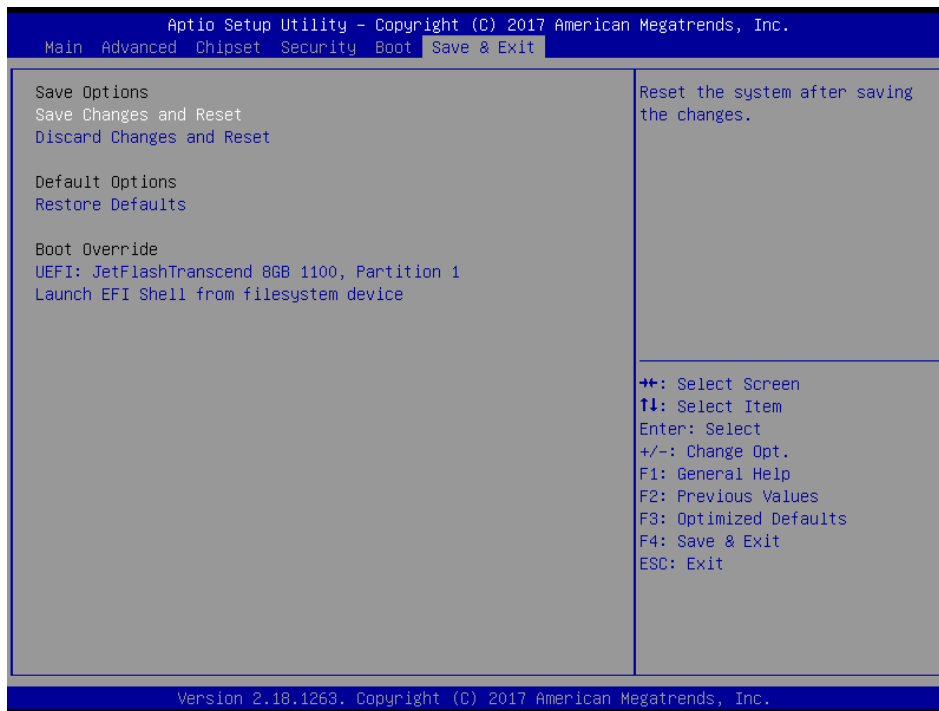 Aptio Setup Utility – Copyright (C) 2017 American Megatrends, Inc.
Main Advanced Chipset Security Boot Save & Exit
Save Options
Save Changes and Reset
Discard Changes and Reset
Default Options
Restore Defaults
Boot Override
UEFI: JetFlashTranscend 8GB 1100, Partition 1
Launch EFI Shell from filesystem device
Reset the system after saving
the changes.
→←: Select Screen
↑↓: Select Item
Enter: Select
+/-: Change Opt.
F1: General Help
F2: Previous Values
F3: Optimized Defaults
F4: Save & Exit
ESC: Exit
Version 2.18.1263. Copyright (C) 2017 American Megatrends, Inc.